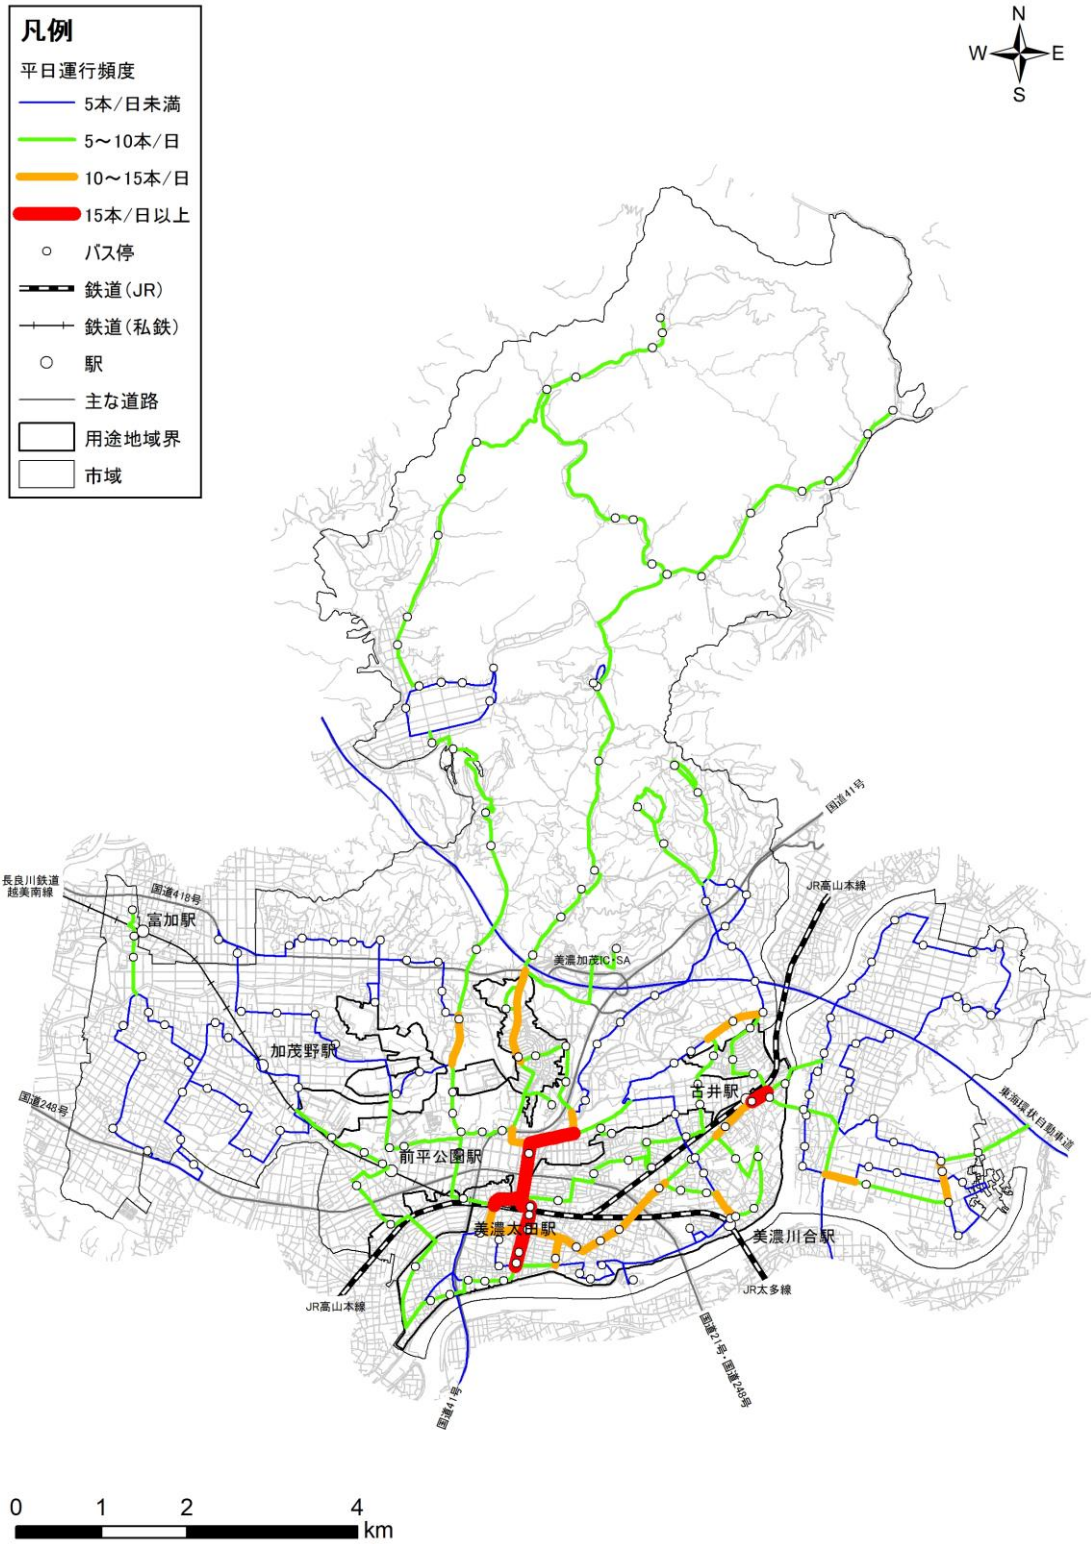 凡例
平日運行頻度
5本/日未満
5～10本/日
10～15本/日
15本/日以上
バス停
鉄道(JR)
鉄道(私鉄)
駅
主な道路
用途地域界
市域
N
W
E
S
国道41号
長良川鉄道
越美南線
国道418号
JR高山本線
富加駅
美濃加茂IC・SA
加茂野駅
古井駅
国道248号
東海環状自動車道
前平公園駅
美濃太田駅
美濃川合駅
JR高山本線
JR太多線
国道21号・国道248号
国道41号
0
1
2
4
km